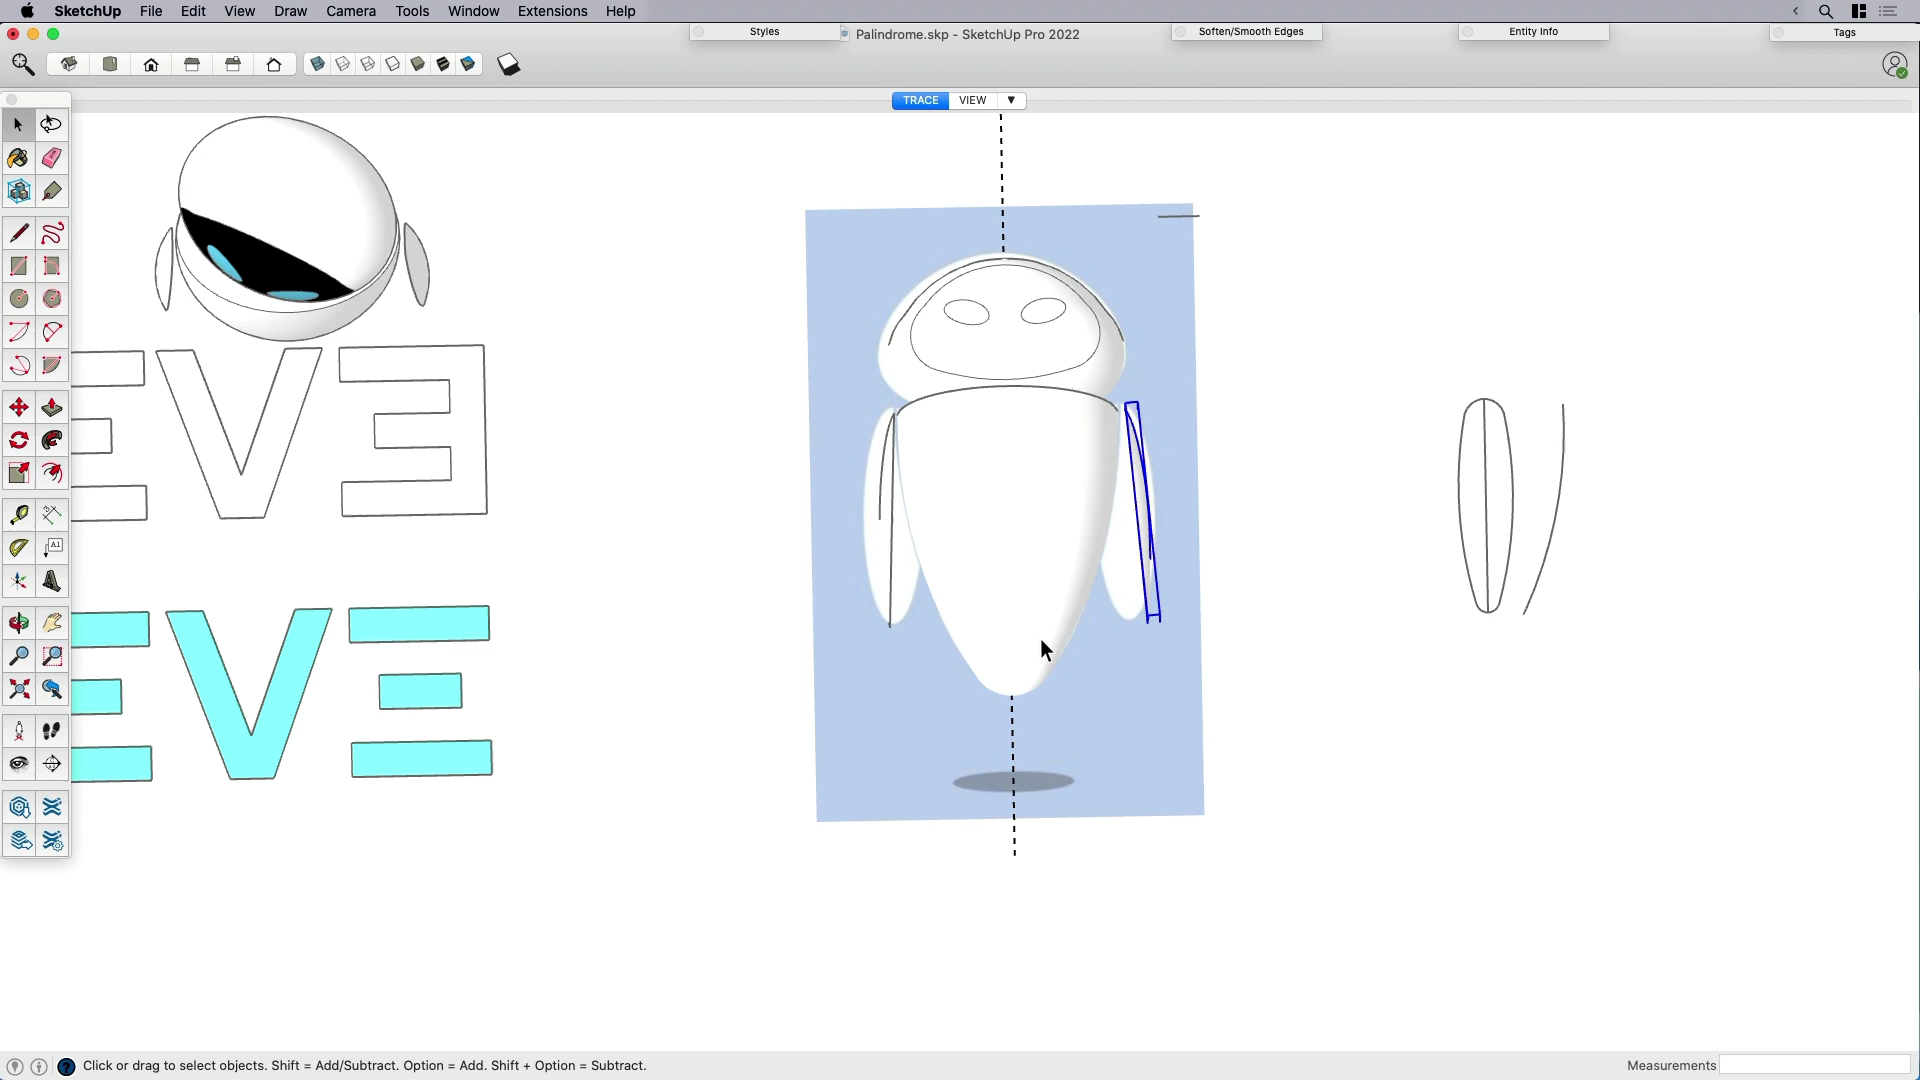 SketchUp File Edit View Draw Camera Tools Window Extensions Help
Styles
Palindrome.skp - SketchUp Pro 2022
Soften/Smooth Edges
Entity Info
Tags
TRACE VIEW
EVE
A1
EVE
Click or drag to select objects. Shift = Add/Subtract. Option = Add. Shift + Option = Subtract.
Measurements